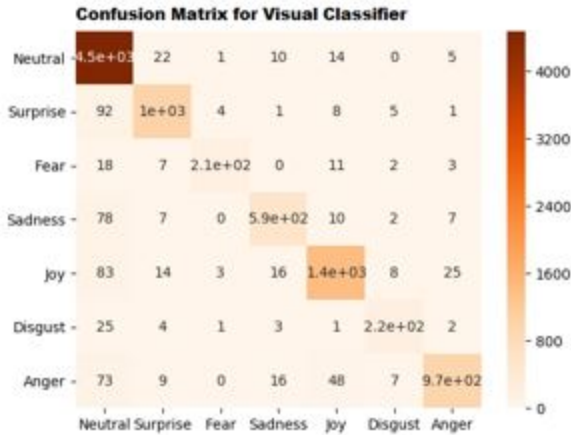 Confusion Matrix for Visual Classifier
Neutral 4.5e+03 22 1 10 14 0 5
Surprise 92 1e+03 4 1 8 5 1
Fear 18 7 2.1e+02 0 11 2 3
Sadness 78 7 0 5.9e+02 10 2 7
Joy 83 14 3 16 1.4e+03 8 25
Disgust 25 4 1 3 1 2.2e+02 2
Anger 73 9 0 16 48 7 9.7e+02
Neutral Surprise Fear Sadness Joy Disgust Anger
4000
3200
2400
1600
800
0